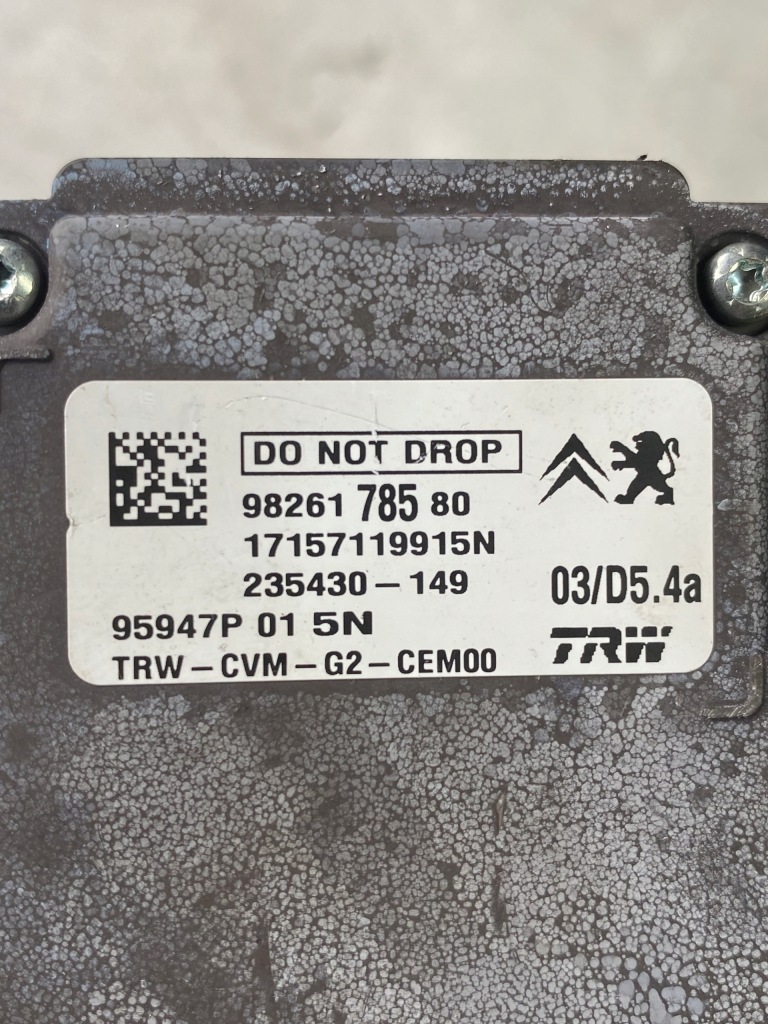 DO NOT DROP
98261 785 80
17157119915N
235430-149
03/D5.4a
95947P 01 5N
TRW
TRW-CVM-G2-CEM00